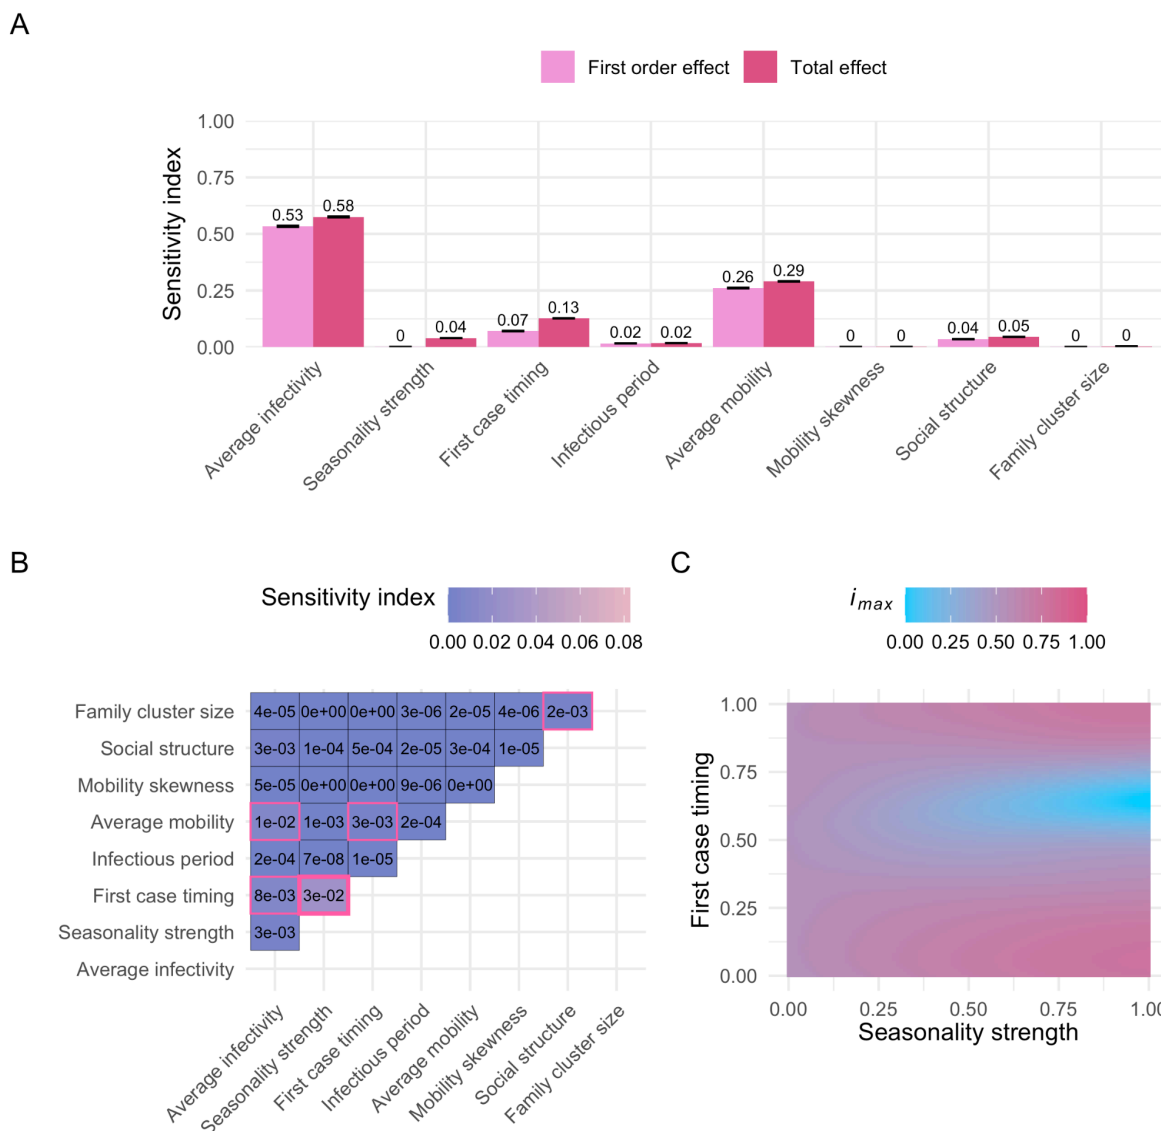 A
First order effect Total effect
Sensitivity index
1.00
0.75
0.50
0.25
0.00
0.53 0.58 0 0.04 0.07 0.13 0.02 0.02 0.26 0.29 0 0 0.04 0.05 0 0
Average infectivity
Seasonality strength
First case timing
Infectious period
Average mobility
Mobility skewness
Social structure
Family cluster size
B
Sensitivity index
0.00 0.02 0.04 0.06 0.08
Family cluster size 4e-05 0e+00 0e+00 3e-06 2e-05 4e-06 2e-03
Social structure 3e-03 1e-04 5e-04 2e-05 3e-04 1e-05
Mobility skewness 5e-05 0e+00 0e+00 9e-06 0e+00
Average mobility 1e-02 1e-03 3e-03 2e-04
Infectious period 2e-04 7e-08 1e-05
First case timing 8e-03 3e-02
Seasonality strength 3e-03
Average infectivity
Average infectivity
Seasonality strength
First case timing
Infectious period
Average mobility
Mobility skewness
Social structure
Family cluster size
C
i max
0.00 0.25 0.50 0.75 1.00
First case timing
1.00
0.75
0.50
0.25
0.00
0.00 0.25 0.50 0.75 1.00
Seasonality strength